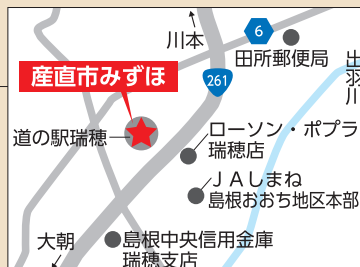 川本
6
田所郵便局
出羽川
261
産直市みずほ
道の駅瑞穂
ローソン・ポプラ
瑞穂店
JAしまね
島根おおち地区本部
大朝
島根中央信用金庫
瑞穂支店